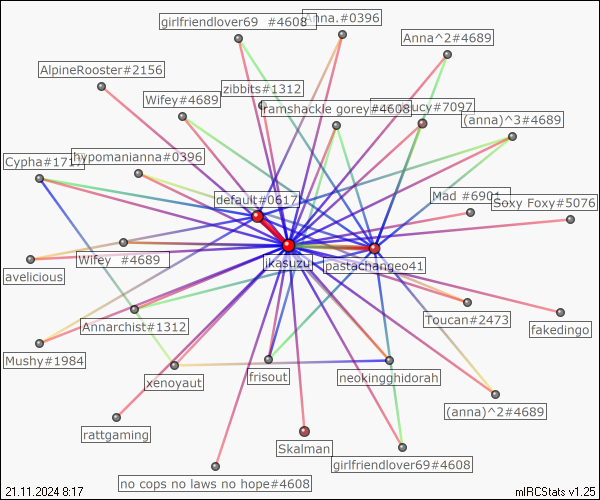 girlfriendlover69 #4608
Anna.#0396
Anna^2#4689
AlpineRooster#2156
zibbits#1312
Wifey#4689
ramshackle gorey#4608
ucy#7097
(anna)^3#4689
Cypha#1717
hypomanianna#0396
default#0617
Mad #6901
Soxy Foxy#5076
Wifey #4689
jkasuzu
pastachangeo41
avelicious
Annarchist#1312
Toucan#2473
fakedingo
Mushy#1984
xenoyaut
frisout
neokingghidorah
(anna)^2#4689
rattgaming
Skalman
girlfriendlover69#4608
no cops no laws no hope#4608
21.11.2024 8:17
mIRCStats v1.25